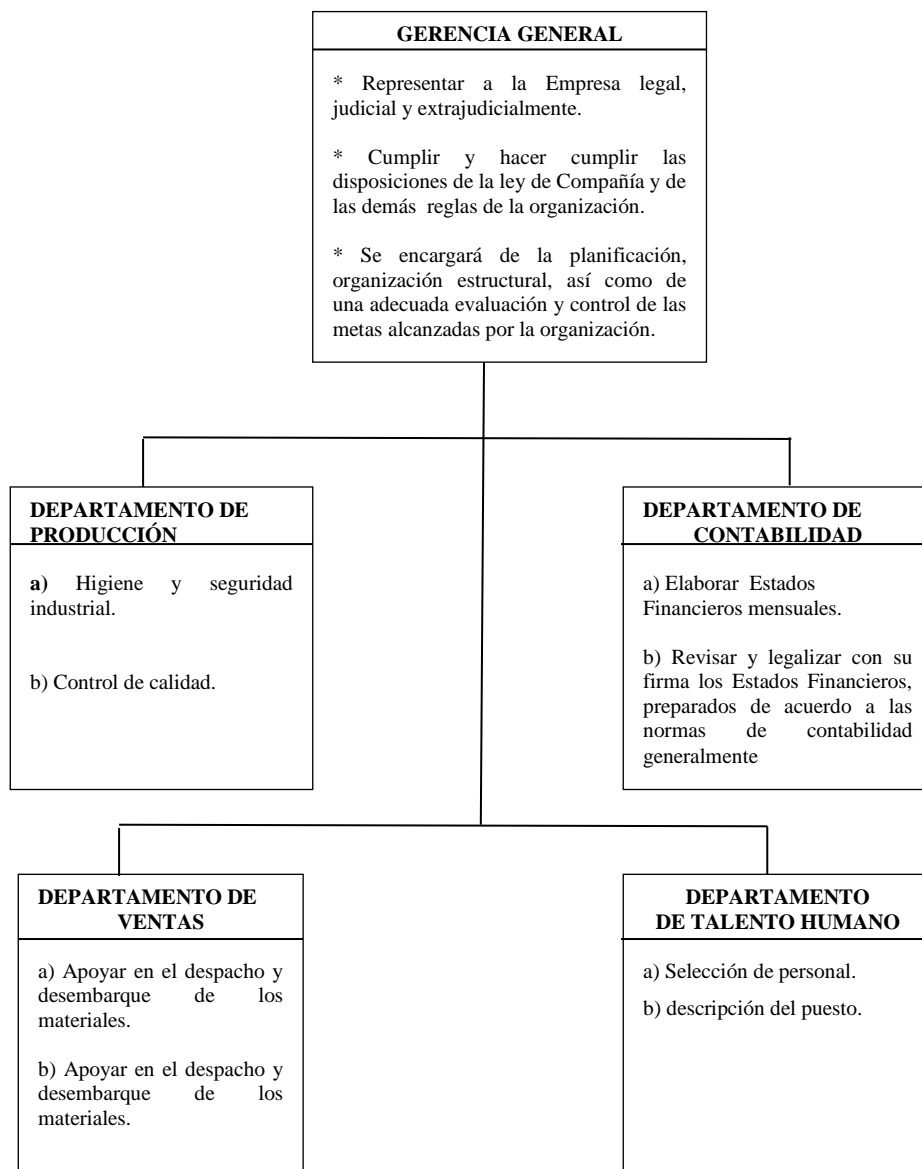 GERENCIA GENERAL
* Representar a la Empresa legal,
judicial y extrajudicialmente.
* Cumplir y hacer cumplir las
disposiciones de la ley de Compañía y de
las demás reglas de la organización.
* Se encargará de la planificación,
organización estructural, así como de
una adecuada evaluación y control de las
metas alcanzadas por la organización.
DEPARTAMENTO DE
PRODUCCIÓN
a) Higiene y seguridad
industrial.
b) Control de calidad.
DEPARTAMENTO DE
CONTABILIDAD
a) Elaborar Estados
Financieros mensuales.
b) Revisar y legalizar con su
firma los Estados Financieros,
preparados de acuerdo a las
normas de contabilidad
generalmente
DEPARTAMENTO DE
VENTAS
a) Apoyar en el despacho y
desembarque de los
materiales.
b) Apoyar en el despacho y
desembarque de los
materiales.
DEPARTAMENTO
DE TALENTO HUMANO
a) Selección de personal.
b) descripción del puesto.